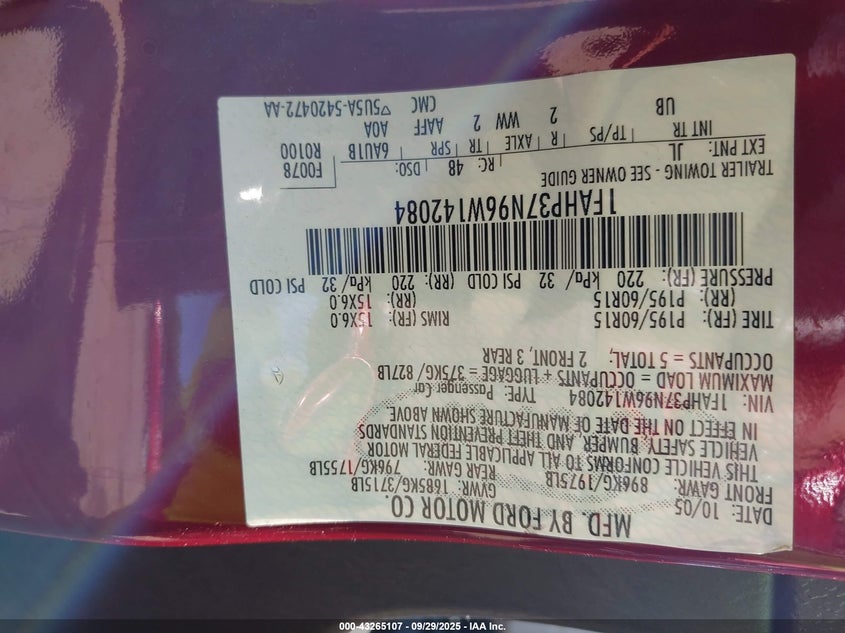 MFD. BY FORD MOTOR CO.
DATE: 10/05 GVWR: 1685KG/3715LB
FRONT GAWR: REAR GAWR:
896KG/1975LB 796KG/1755LB
THIS VEHICLE CONFORMS TO ALL APPLICABLE FEDERAL MOTOR
VEHICLE SAFETY, BUMPER, AND THEFT PREVENTION STANDARDS
IN EFFECT ON THE DATE OF MANUFACTURE SHOWN ABOVE.
VIN: 1FAHP37N96W142084 TYPE: Passenger Car
MAXIMUM LOAD = OCCUPANTS + LUGGAGE = 375KG/ 827LB
OCCUPANTS = 5 TOTAL; 2 FRONT, 3 REAR
TIRE (FR): P195/60R15 RIMS (FR): 15X6.0
(RR): P195/60R15 (RR): 15X6.0
PRESSURE (FR): 220 kPa/ 32 PSI COLD (RR): 220 kPa/ 32 PSI COLD
1FAHP37N96W142084
TRAILER TOWING - SEE OWNER GUIDE
EXT PNT: JL RC: 48 DSO: F0078
INT TR TP/PS R AXLE TR SPR 6AU1B R0100
UB 2 WW 2 AAFF A0A
CMC ▽5U5A-5420472-AA
000-43265107 - 09/29/2025 - IAA Inc.